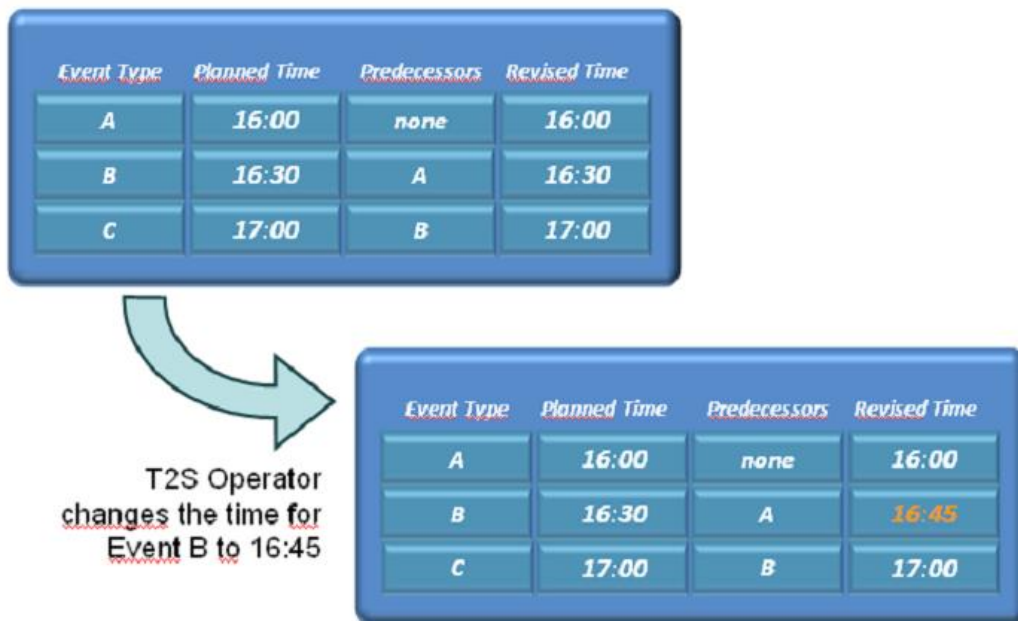 Event Type Planned Time Predecessors Revised Time
A 16:00 none 16:00
B 16:30 A 16:30
C 17:00 B 17:00
Event Type Planned Time Predecessors Revised Time
A 16:00 none 16:00
B 16:30 A 16:45
C 17:00 B 17:00
T2S Operator
changes the time for
Event B to 16:45